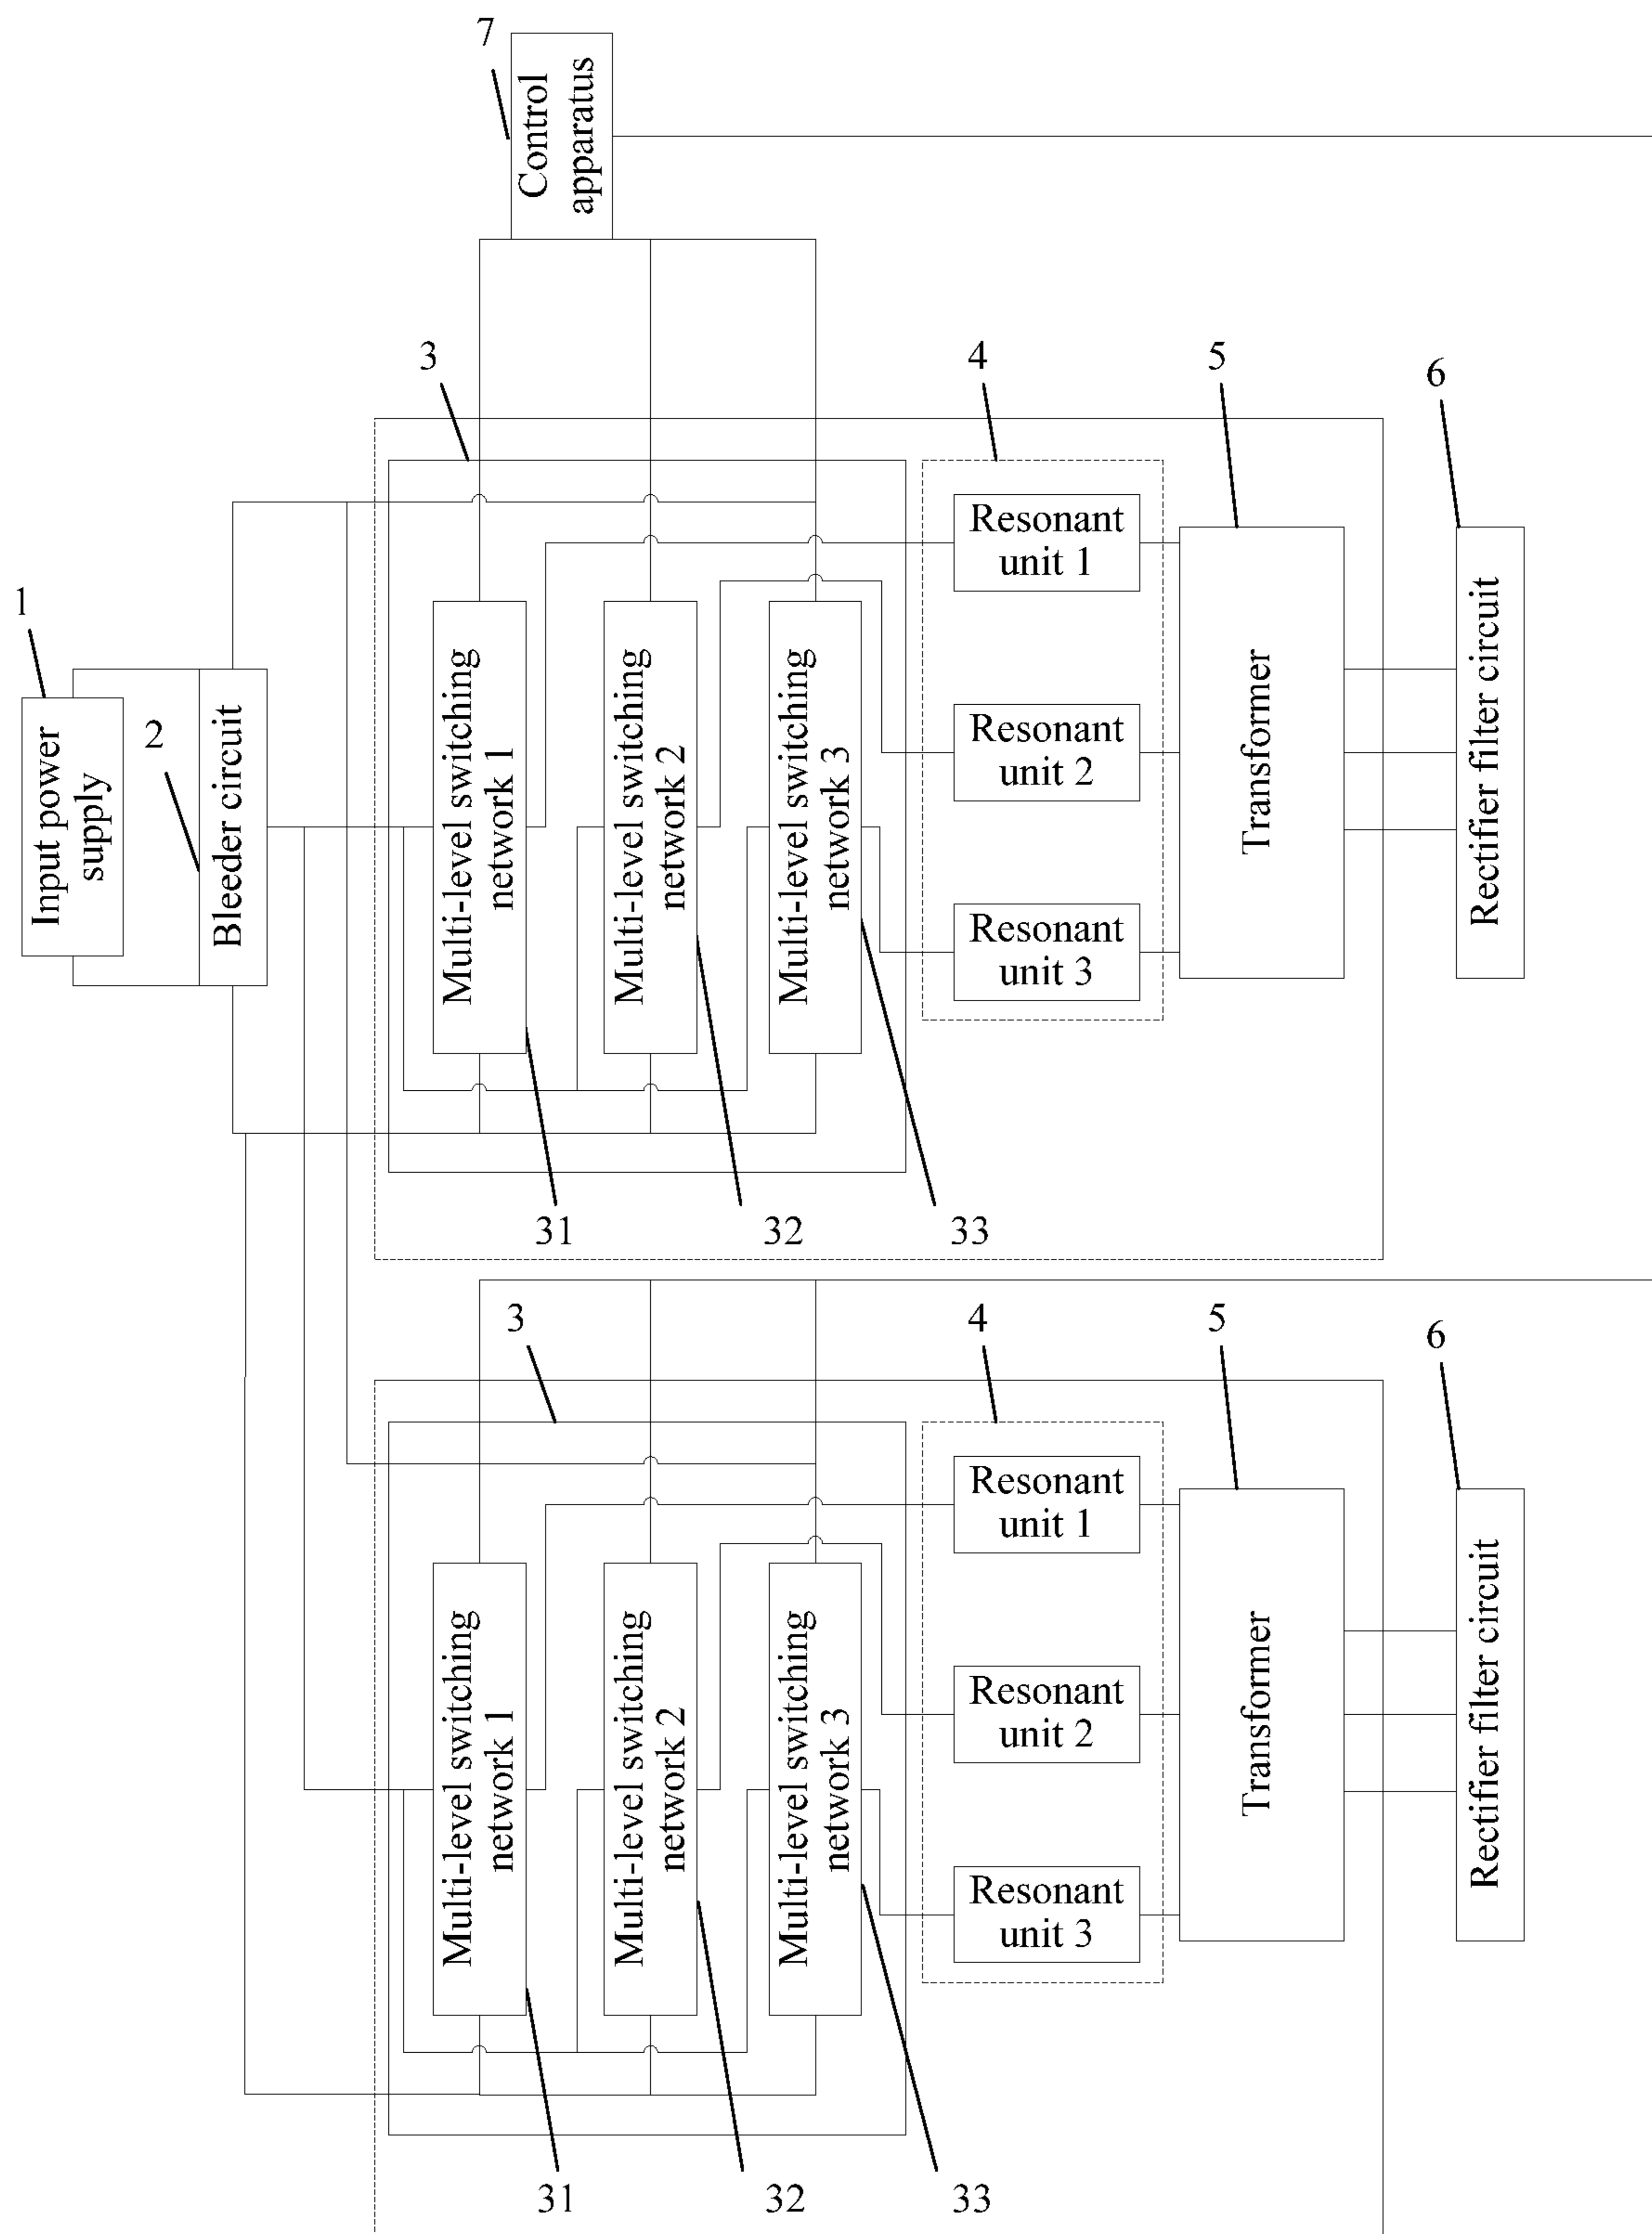 7
Control
apparatus
3
4
5
6
1
Input power
supply
2
Bleeder circuit
Multi-level switching
network 1
Multi-level switching
network 2
Multi-level switching
network 3
Resonant
unit 1
Resonant
unit 2
Resonant
unit 3
Transformer
Rectifier filter circuit
31
32
33
3
4
5
6
Multi-level switching
network 1
Multi-level switching
network 2
Multi-level switching
network 3
Resonant
unit 1
Resonant
unit 2
Resonant
unit 3
Transformer
Rectifier filter circuit
31
32
33